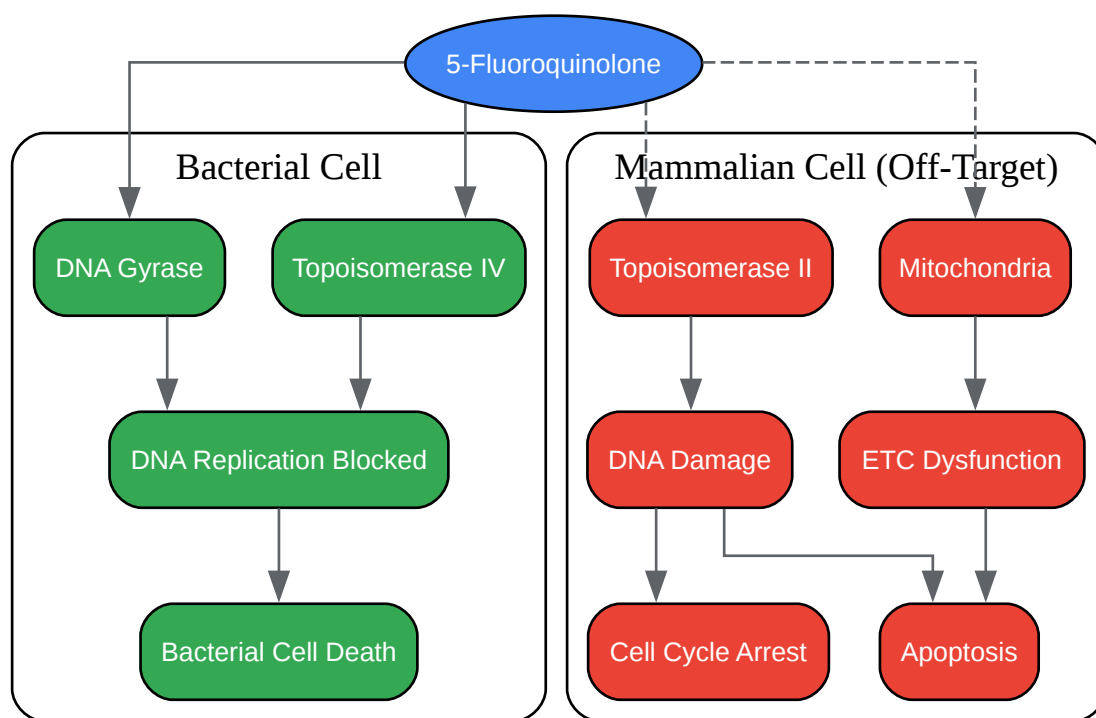 5-Fluoroquinolone
Bacterial Cell
Mammalian Cell (Off-Target)
DNA Gyrase
Topoisomerase IV
Topoisomerase II
Mitochondria
DNA Replication Blocked
DNA Damage
ETC Dysfunction
Bacterial Cell Death
Cell Cycle Arrest
Apoptosis